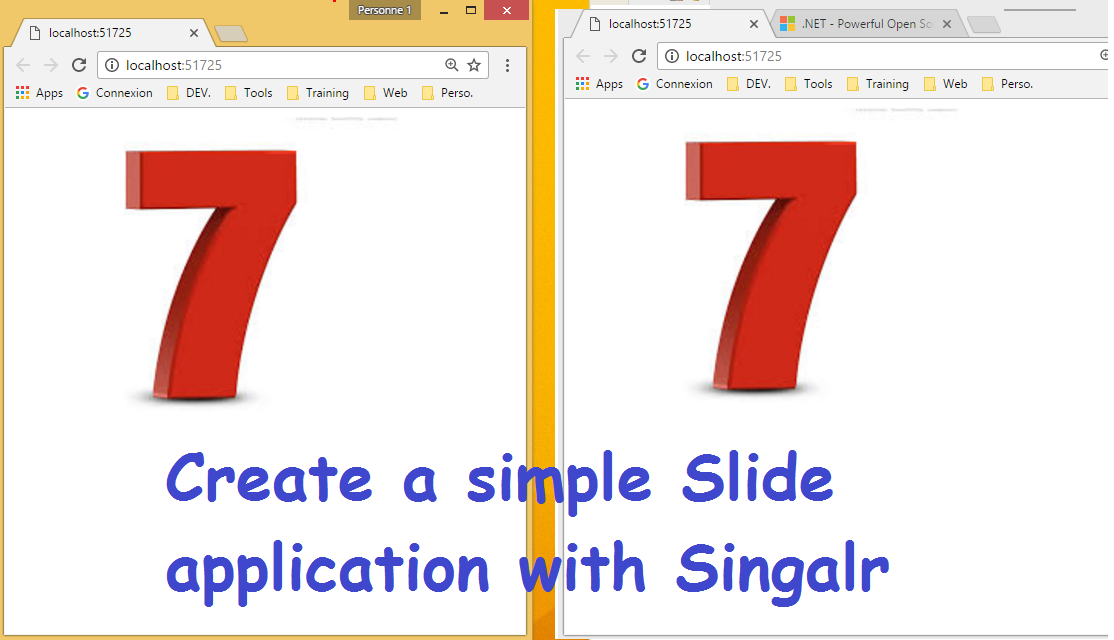 Personne 1
localhost:51725
localhost:51725
Apps Connexion DEV. Tools Training Web Perso.
localhost:51725
.NET - Powerful Open So
localhost:51725
Apps Connexion DEV. Tools Training Web Perso.
7
7
Create a simple Slide
application with Singalr